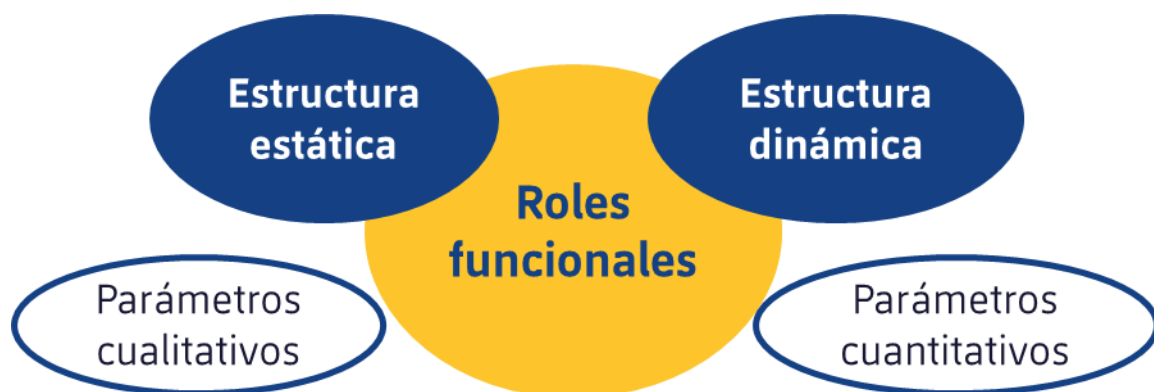 Estructura
estática
Estructura
dinámica
Roles
funcionales
Parámetros
cualitativos
Parámetros
cuantitativos